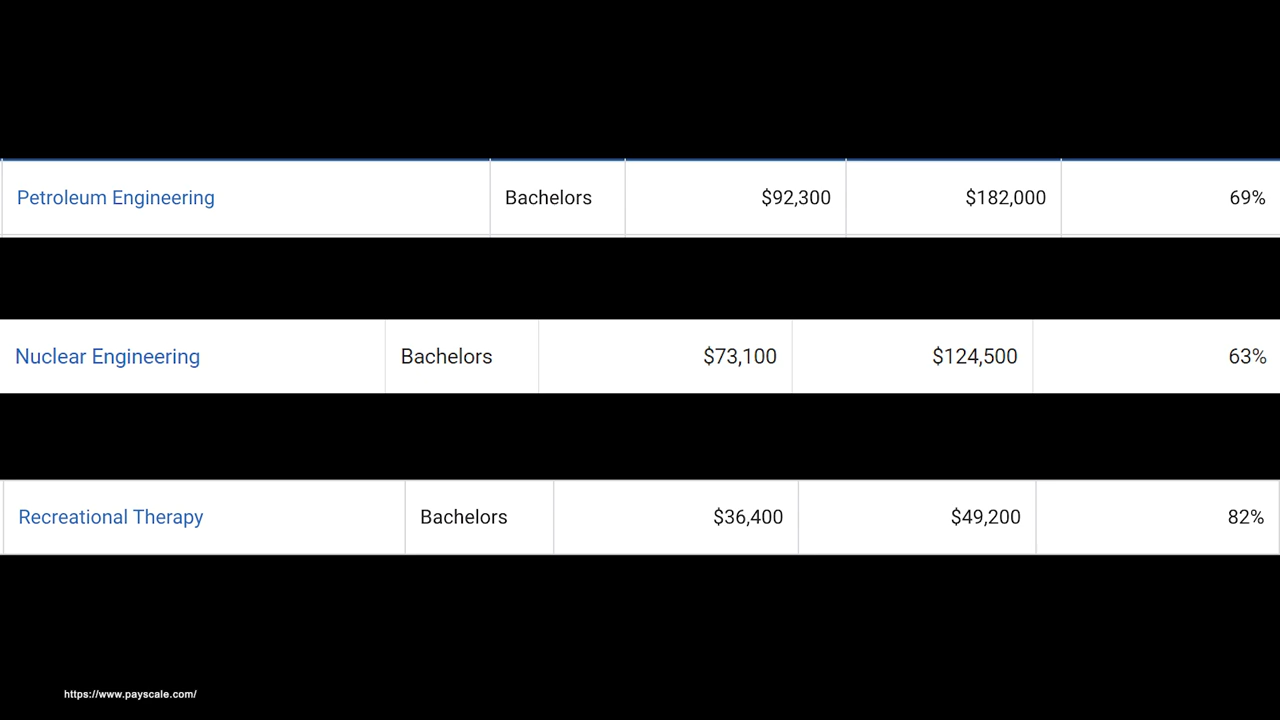 Petroleum Engineering Bachelors $92,300 $182,000 69%
Nuclear Engineering Bachelors $73,100 $124,500 63%
Recreational Therapy Bachelors $36,400 $49,200 82%
https://www.payscale.com/